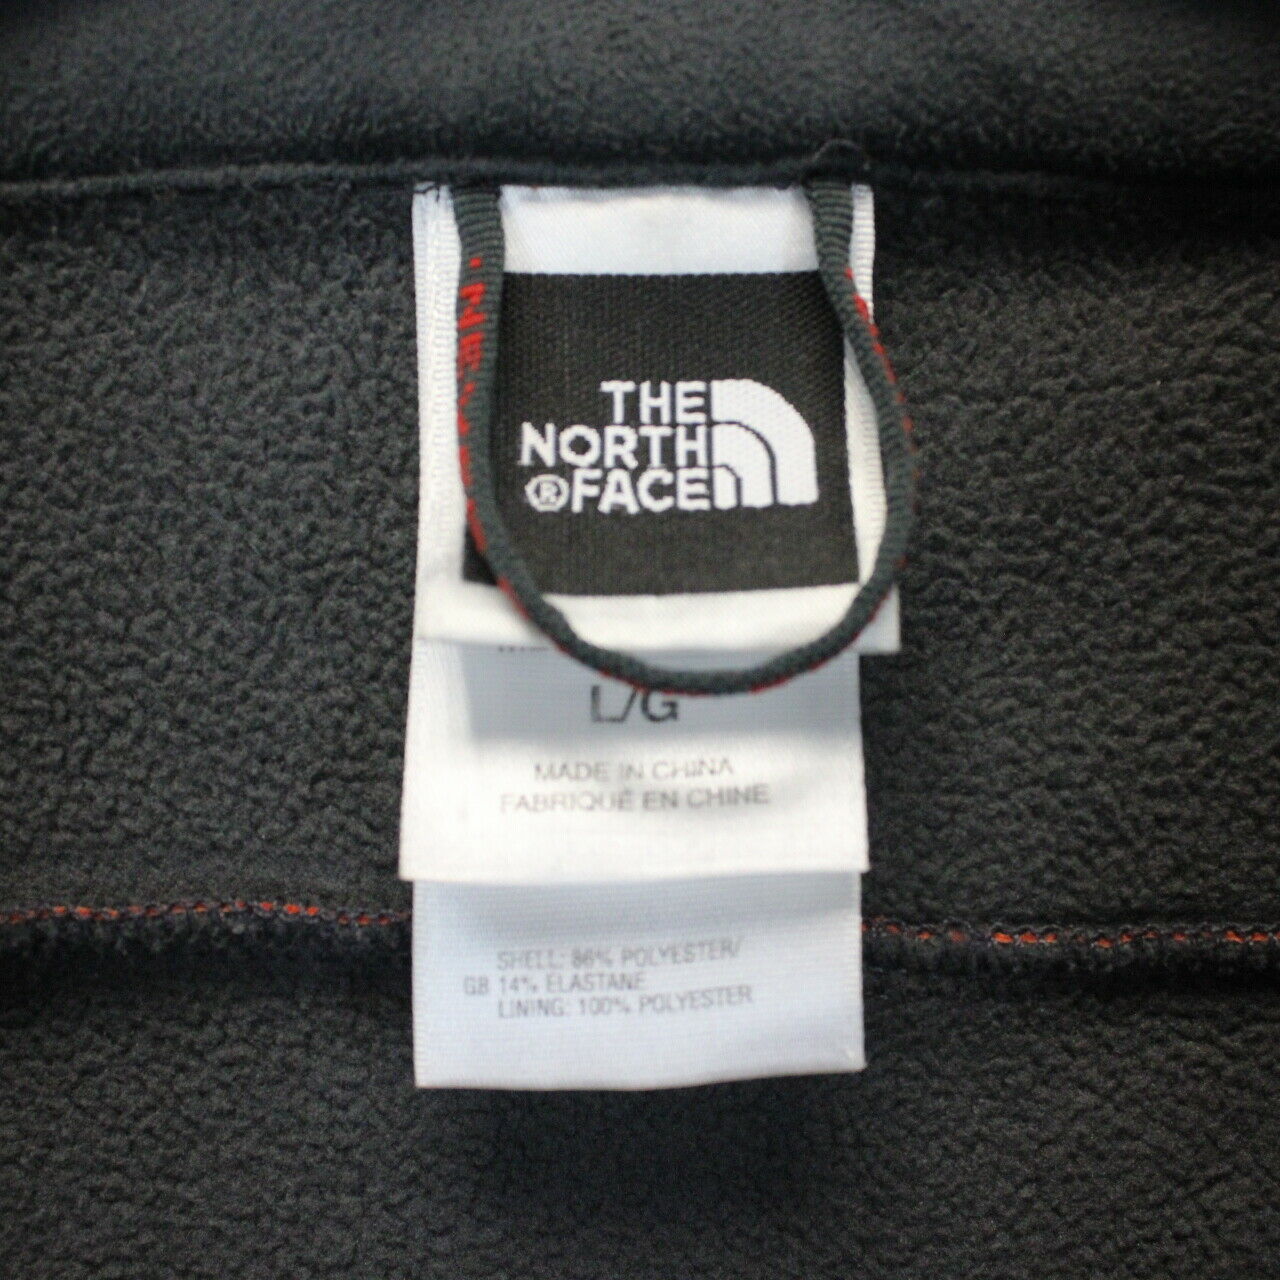 THE
NORTH
® FACE
L/G
MADE IN CHINA
FABRIQUÉ EN CHINE
SHELL: 86% POLYESTER/
GB 14% ELASTANE
LINING: 100% POLYESTER